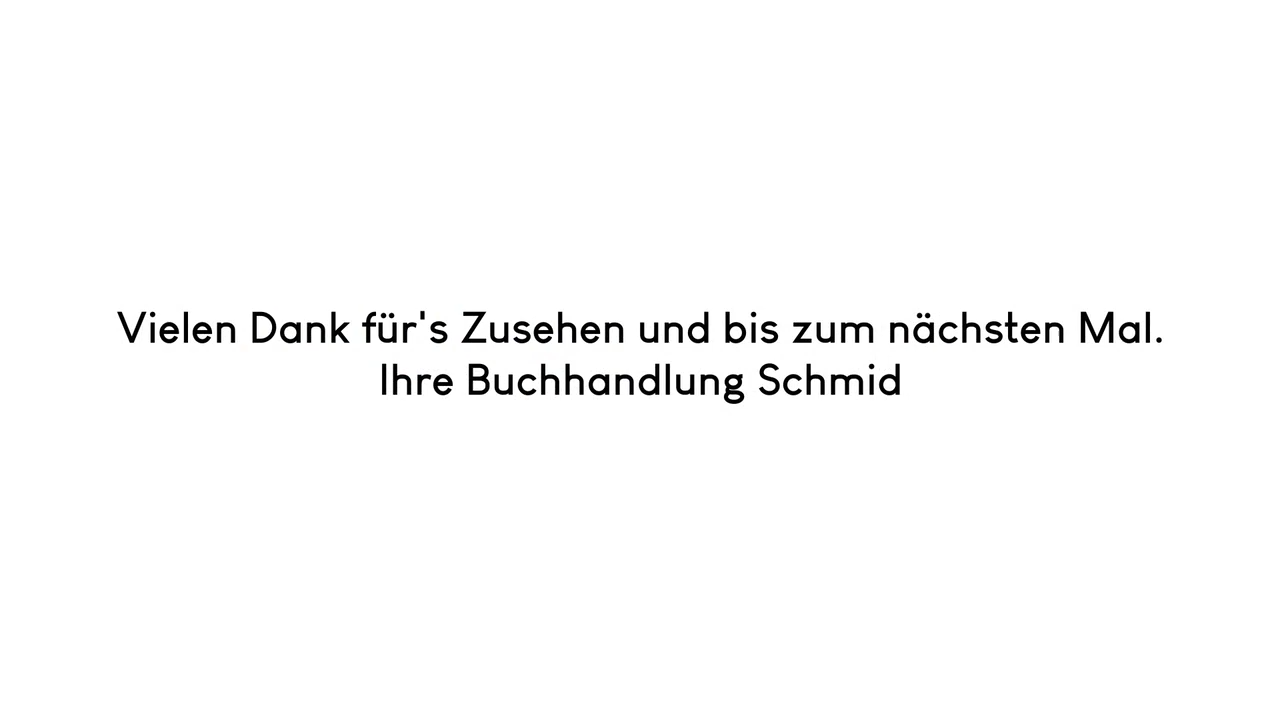 Vielen Dank für's Zusehen und bis zum nächsten Mal.
Ihre Buchhandlung Schmid